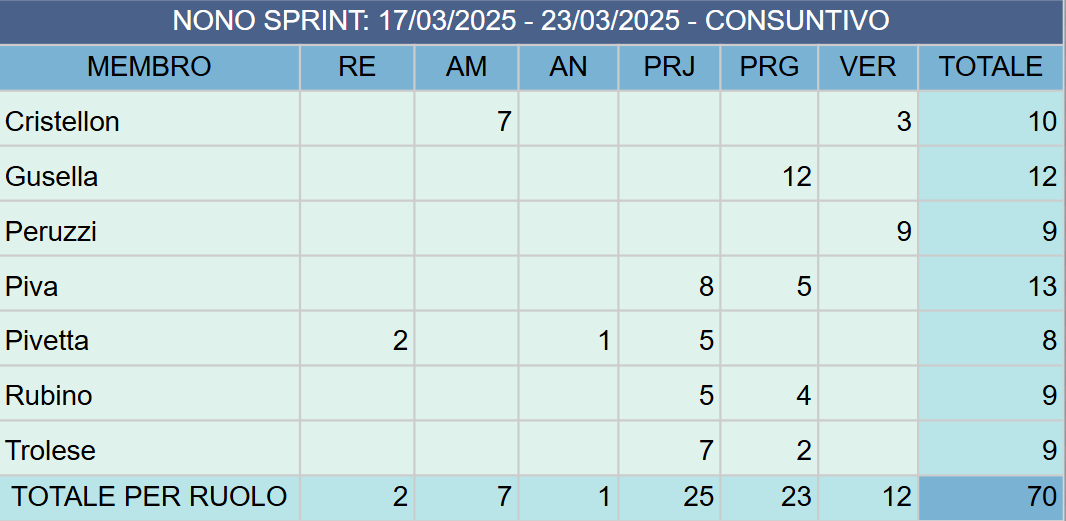 NONO SPRINT: 17/03/2025 - 23/03/2025 - CONSUNTIVO
MEMBRO RE AM AN PRJ PRG VER TOTALE
Cristellon 7 3 10
Gusella 12 12
Peruzzi 9 9
Piva 8 5 13
Pivetta 2 1 5 8
Rubino 5 4 9
Trolese 7 2 9
TOTALE PER RUOLO 2 7 1 25 23 12 70